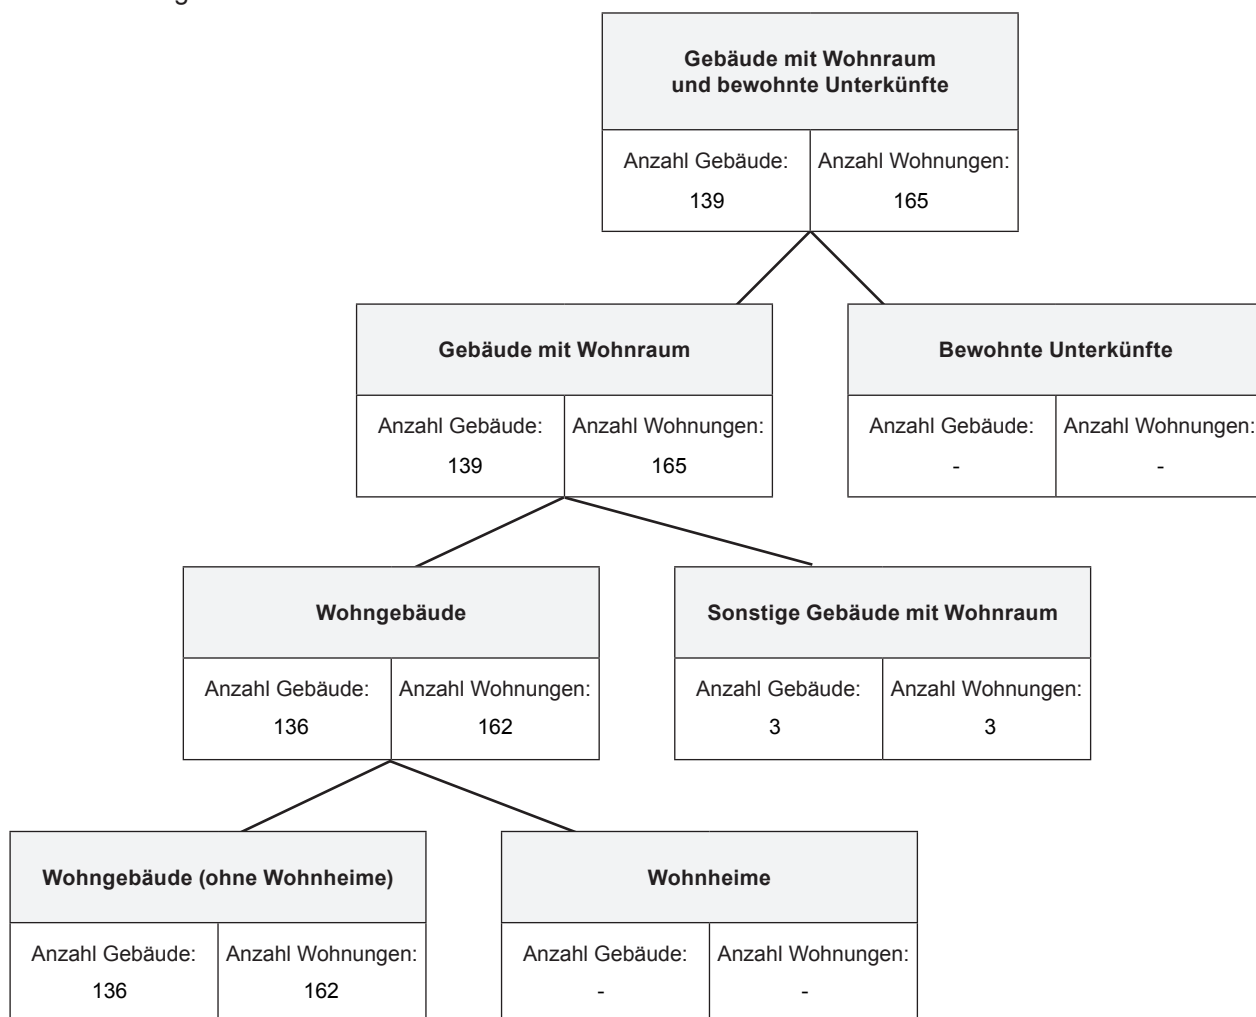 Gebäude mit Wohnraum
und bewohnte Unterkünfte
Anzahl Gebäude: Anzahl Wohnungen:
139 165
Gebäude mit Wohnraum Bewohnte Unterkünfte
Anzahl Gebäude: Anzahl Wohnungen: Anzahl Gebäude: Anzahl Wohnungen:
139 165 - -
Wohngebäude Sonstige Gebäude mit Wohnraum
Anzahl Gebäude: Anzahl Wohnungen: Anzahl Gebäude: Anzahl Wohnungen:
136 162 3 3
Wohngebäude (ohne Wohnheime) Wohnheime
Anzahl Gebäude: Anzahl Wohnungen: Anzahl Gebäude: Anzahl Wohnungen:
136 162 - -